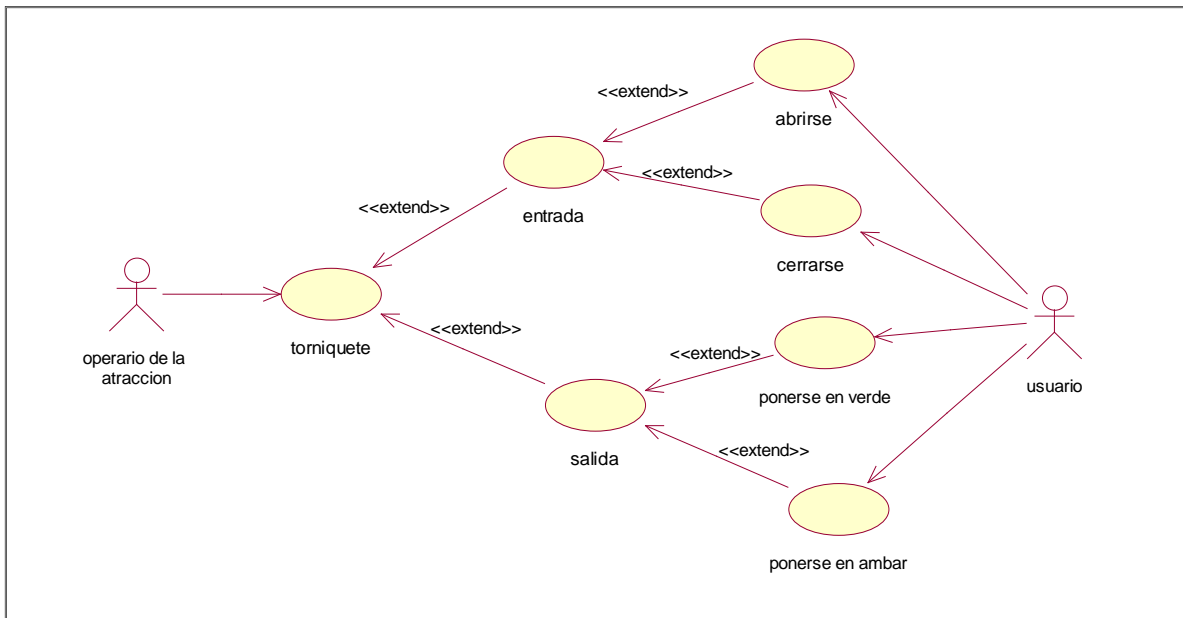 <<extend>>
abrirse
<<extend>>
entrada
<<extend>>
cerrarse
operario de la
atraccion
torniquete
<<extend>>
<<extend>>
ponerse en verde
usuario
salida
<<extend>>
ponerse en ambar